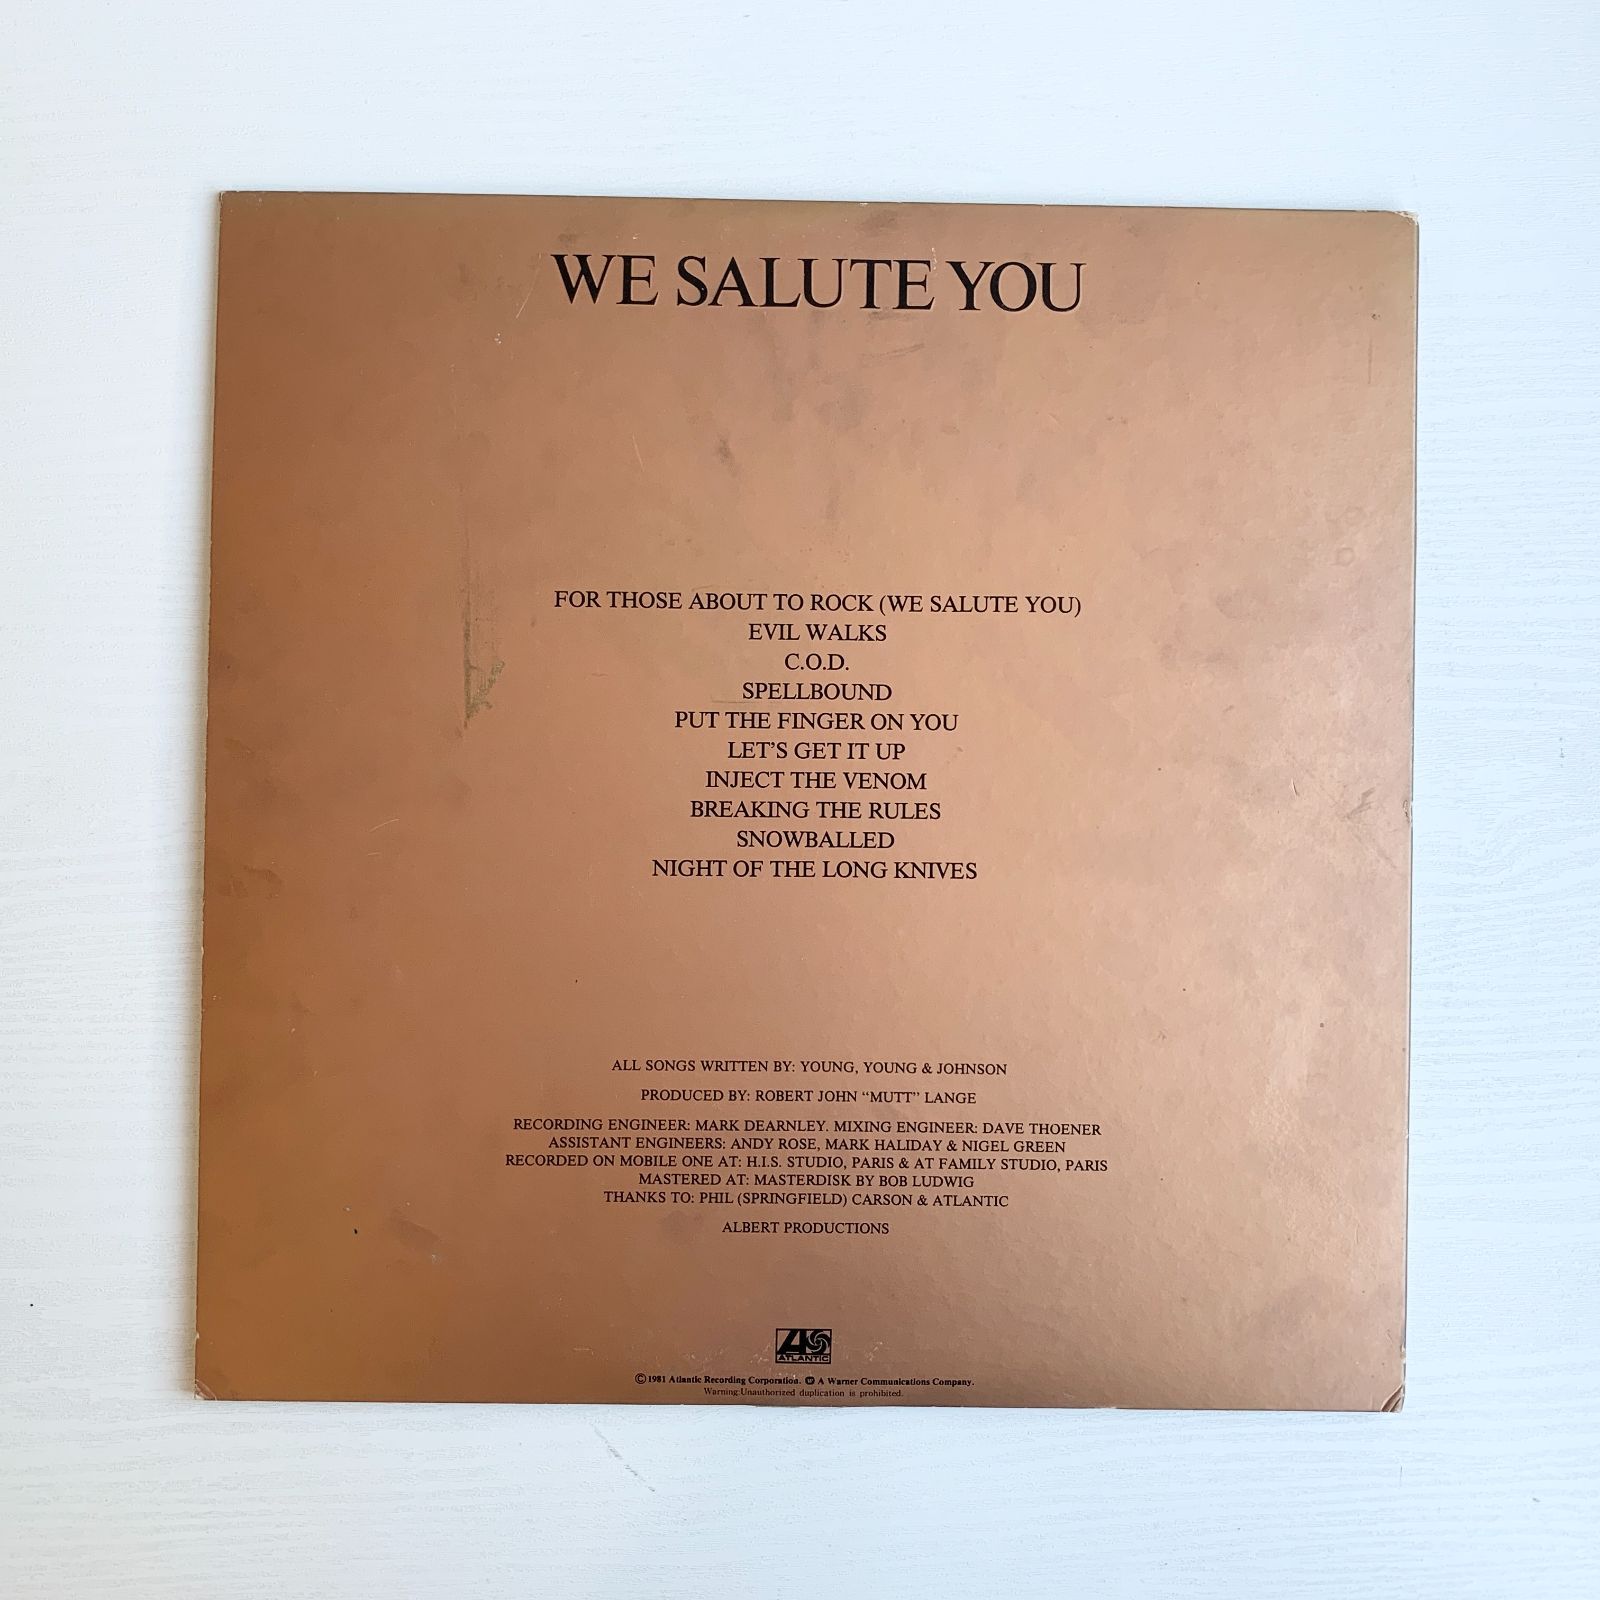 WE SALUTE YOU
FOR THOSE ABOUT TO ROCK (WE SALUTE YOU)
EVIL WALKS
C.O.D.
SPELLBOUND
PUT THE FINGER ON YOU
LET'S GET IT UP
INJECT THE VENOM
BREAKING THE RULES
SNOWBALLED
NIGHT OF THE LONG KNIVES
ALL SONGS WRITTEN BY: YOUNG, YOUNG & JOHNSON
PRODUCED BY: ROBERT JOHN “MUTT” LANGE
RECORDING ENGINEER: MARK DEARNLEY. MIXING ENGINEER: DAVE THOENER
ASSISTANT ENGINEERS: ANDY ROSE, MARK HALIDAY & NIGEL GREEN
RECORDED ON MOBILE ONE AT: H.I.S. STUDIO, PARIS & AT FAMILY STUDIO, PARIS
MASTERED AT: MASTERDISK BY BOB LUDWIG
THANKS TO: PHIL (SPRINGFIELD) CARSON & ATLANTIC
ALBERT PRODUCTIONS
ATLANTIC
© 1981 Atlantic Recording Corporation. A Warner Communications Company.
Warning: Unauthorized duplication is prohibited.